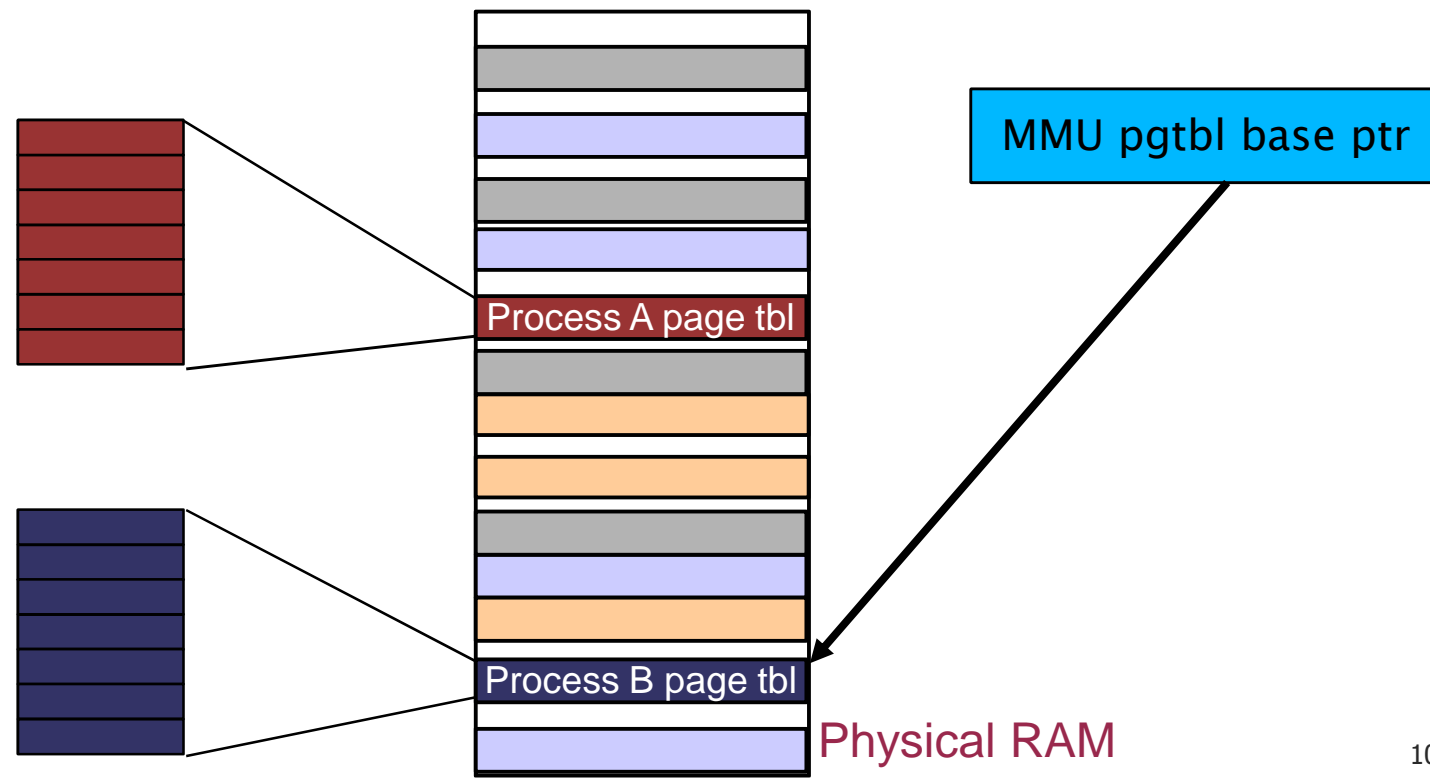 MMU pgtbl base ptr
Process A page tbl
Process B page tbl
Physical RAM